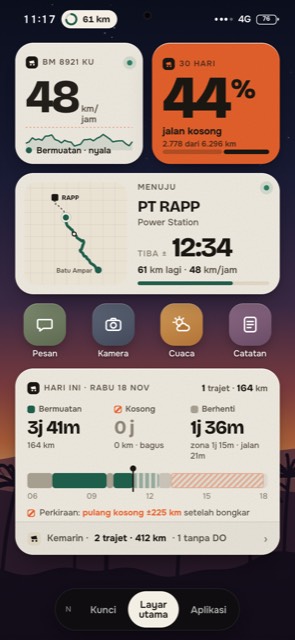 11:17
61 km
4G
76
BM 8921 KU
48 km/
jam
Bermuatan · nyala
30 HARI
44%
jalan kosong
2.778 dari 6.296 km
RAPP
Batu Ampar
MENUJU
PT RAPP
Power Station
TIBA ± 12:34
61 km lagi · 48 km/jam
Pesan
Kamera
Cuaca
Catatan
HARI INI · RABU 18 NOV
1 trajet · 164 km
Bermuatan
3j 41m
164 km
Kosong
0 j
0 km · bagus
Berhenti
1j 36m
zona 1j 15m · jalan
21m
06 09 12 15 18
Perkiraan: pulang kosong ±225 km setelah bongkar
Kemarin · 2 trajet · 412 km · 1 tanpa DO ›
N
Kunci
Layar
utama
Aplikasi